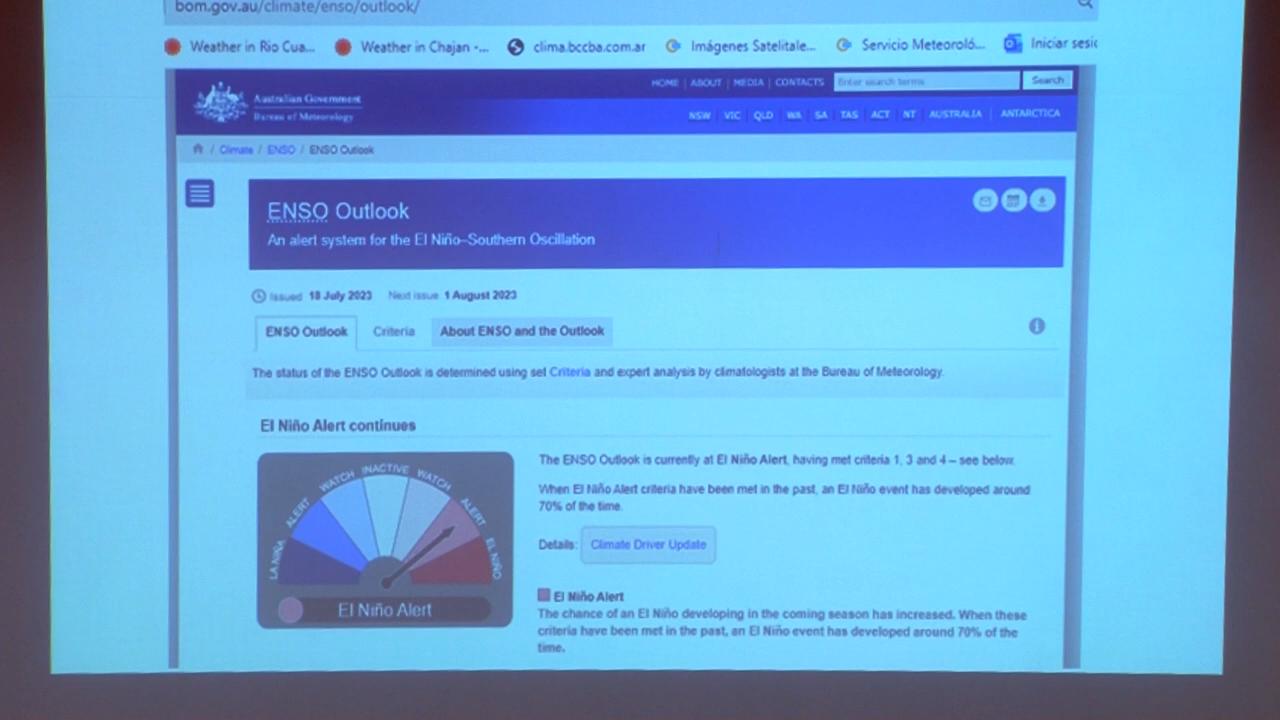 bom.gov.au/climate/enso/outlook/
Weather in Rio Cua... Weather in Chajan -... clima.bccba.com.ar Imágenes Satelitale... Servicio Meteoroló... Iniciar sesió
HOME ABOUT MEDIA CONTACTS Enter search terms Search
Australian Government
Bureau of Meteorology
NSW VIC QLD WA SA TAS ACT NT AUSTRALIA ANTARCTICA
/ Climate / ENSO / ENSO Outlook
ENSO Outlook
An alert system for the El Niño–Southern Oscillation
Issued 18 July 2023 Next issue 1 August 2023
ENSO Outlook Criteria About ENSO and the Outlook
The status of the ENSO Outlook is determined using set Criteria and expert analysis by climatologists at the Bureau of Meteorology.
El Niño Alert continues
LA NIÑA ALERT WATCH INACTIVE WATCH ALERT EL NIÑO
El Niño Alert
The ENSO Outlook is currently at El Niño Alert, having met criteria 1, 3 and 4 – see below.
When El Niño Alert criteria have been met in the past, an El Niño event has developed around
70% of the time.
Details: Climate Driver Update
El Niño Alert
The chance of an El Niño developing in the coming season has increased. When these
criteria have been met in the past, an El Niño event has developed around 70% of the
time.